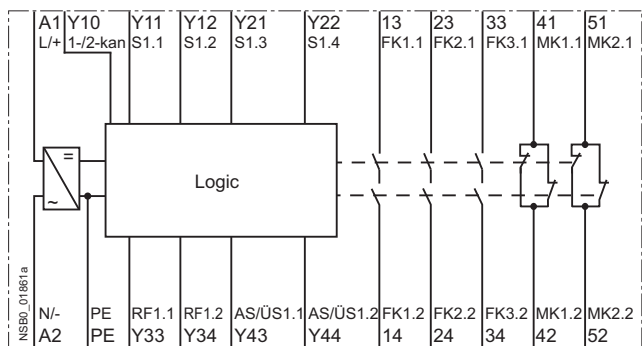 A1 Y10 Y11 Y12 Y21 Y22 13 23 33 41 51
L/+ 1-/2-kan S1.1 S1.2 S1.3 S1.4 FK1.1 FK2.1 FK3.1 MK1.1 MK2.1
=
~
Logic
NSB0_01861a
N/- PE RF1.1 RF1.2 AS/ÜS1.1 AS/ÜS1.2 FK1.2 FK2.2 FK3.2 MK1.2 MK2.2
A2 PE Y33 Y34 Y43 Y44 14 24 34 42 52